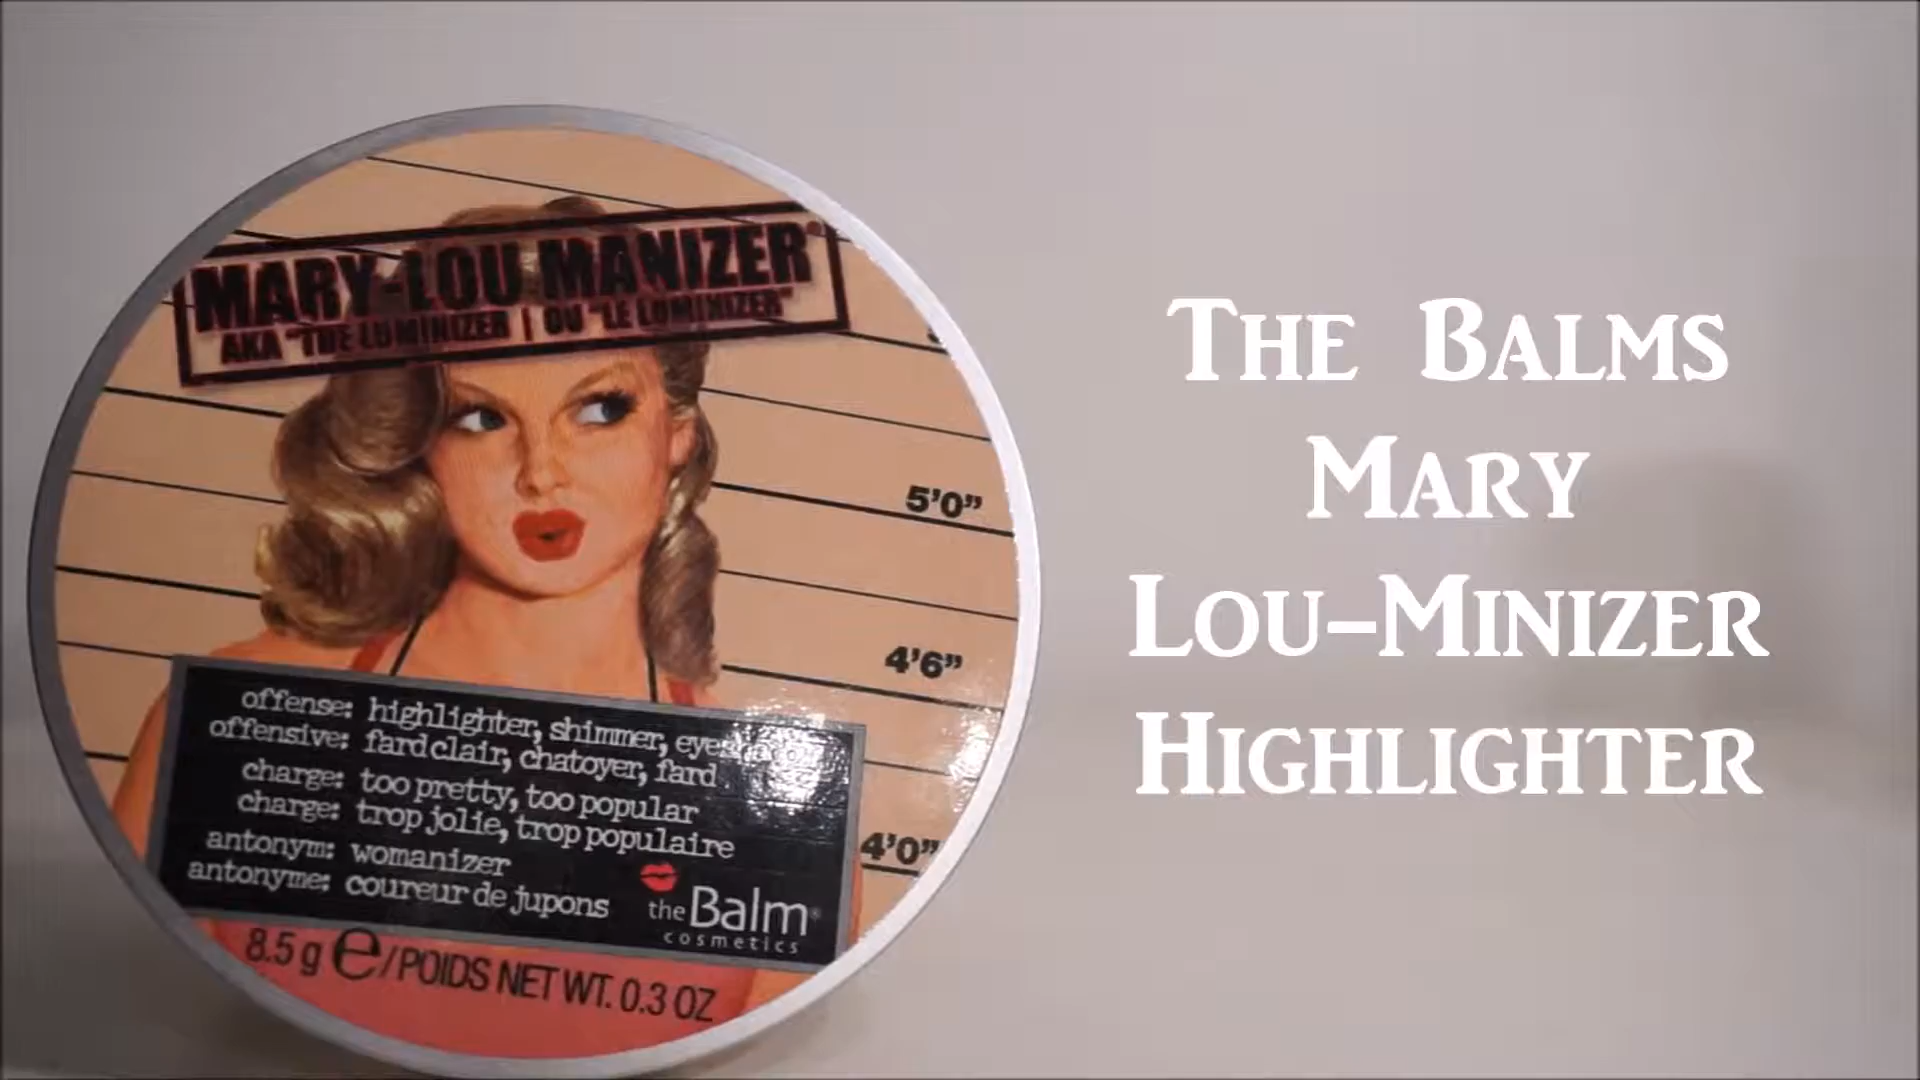 MARY-LOU MANIZER®
AKA "THE LUMINIZER | OU "LE LUMINIZER"
5'0"
4'6"
offense: highlighter, shimmer,
offensive: fard clair, chatoyer, fard
charge: too pretty, too popular
charge: trop jolie, trop populaire
4'0"
antonym: womanizer
antonyme: coureur de jupons
the Balm®
cosmetics
8.5 g e/POIDS NET WT. 0.3 OZ
The Balms
Mary
Lou-Minizer
Highlighter